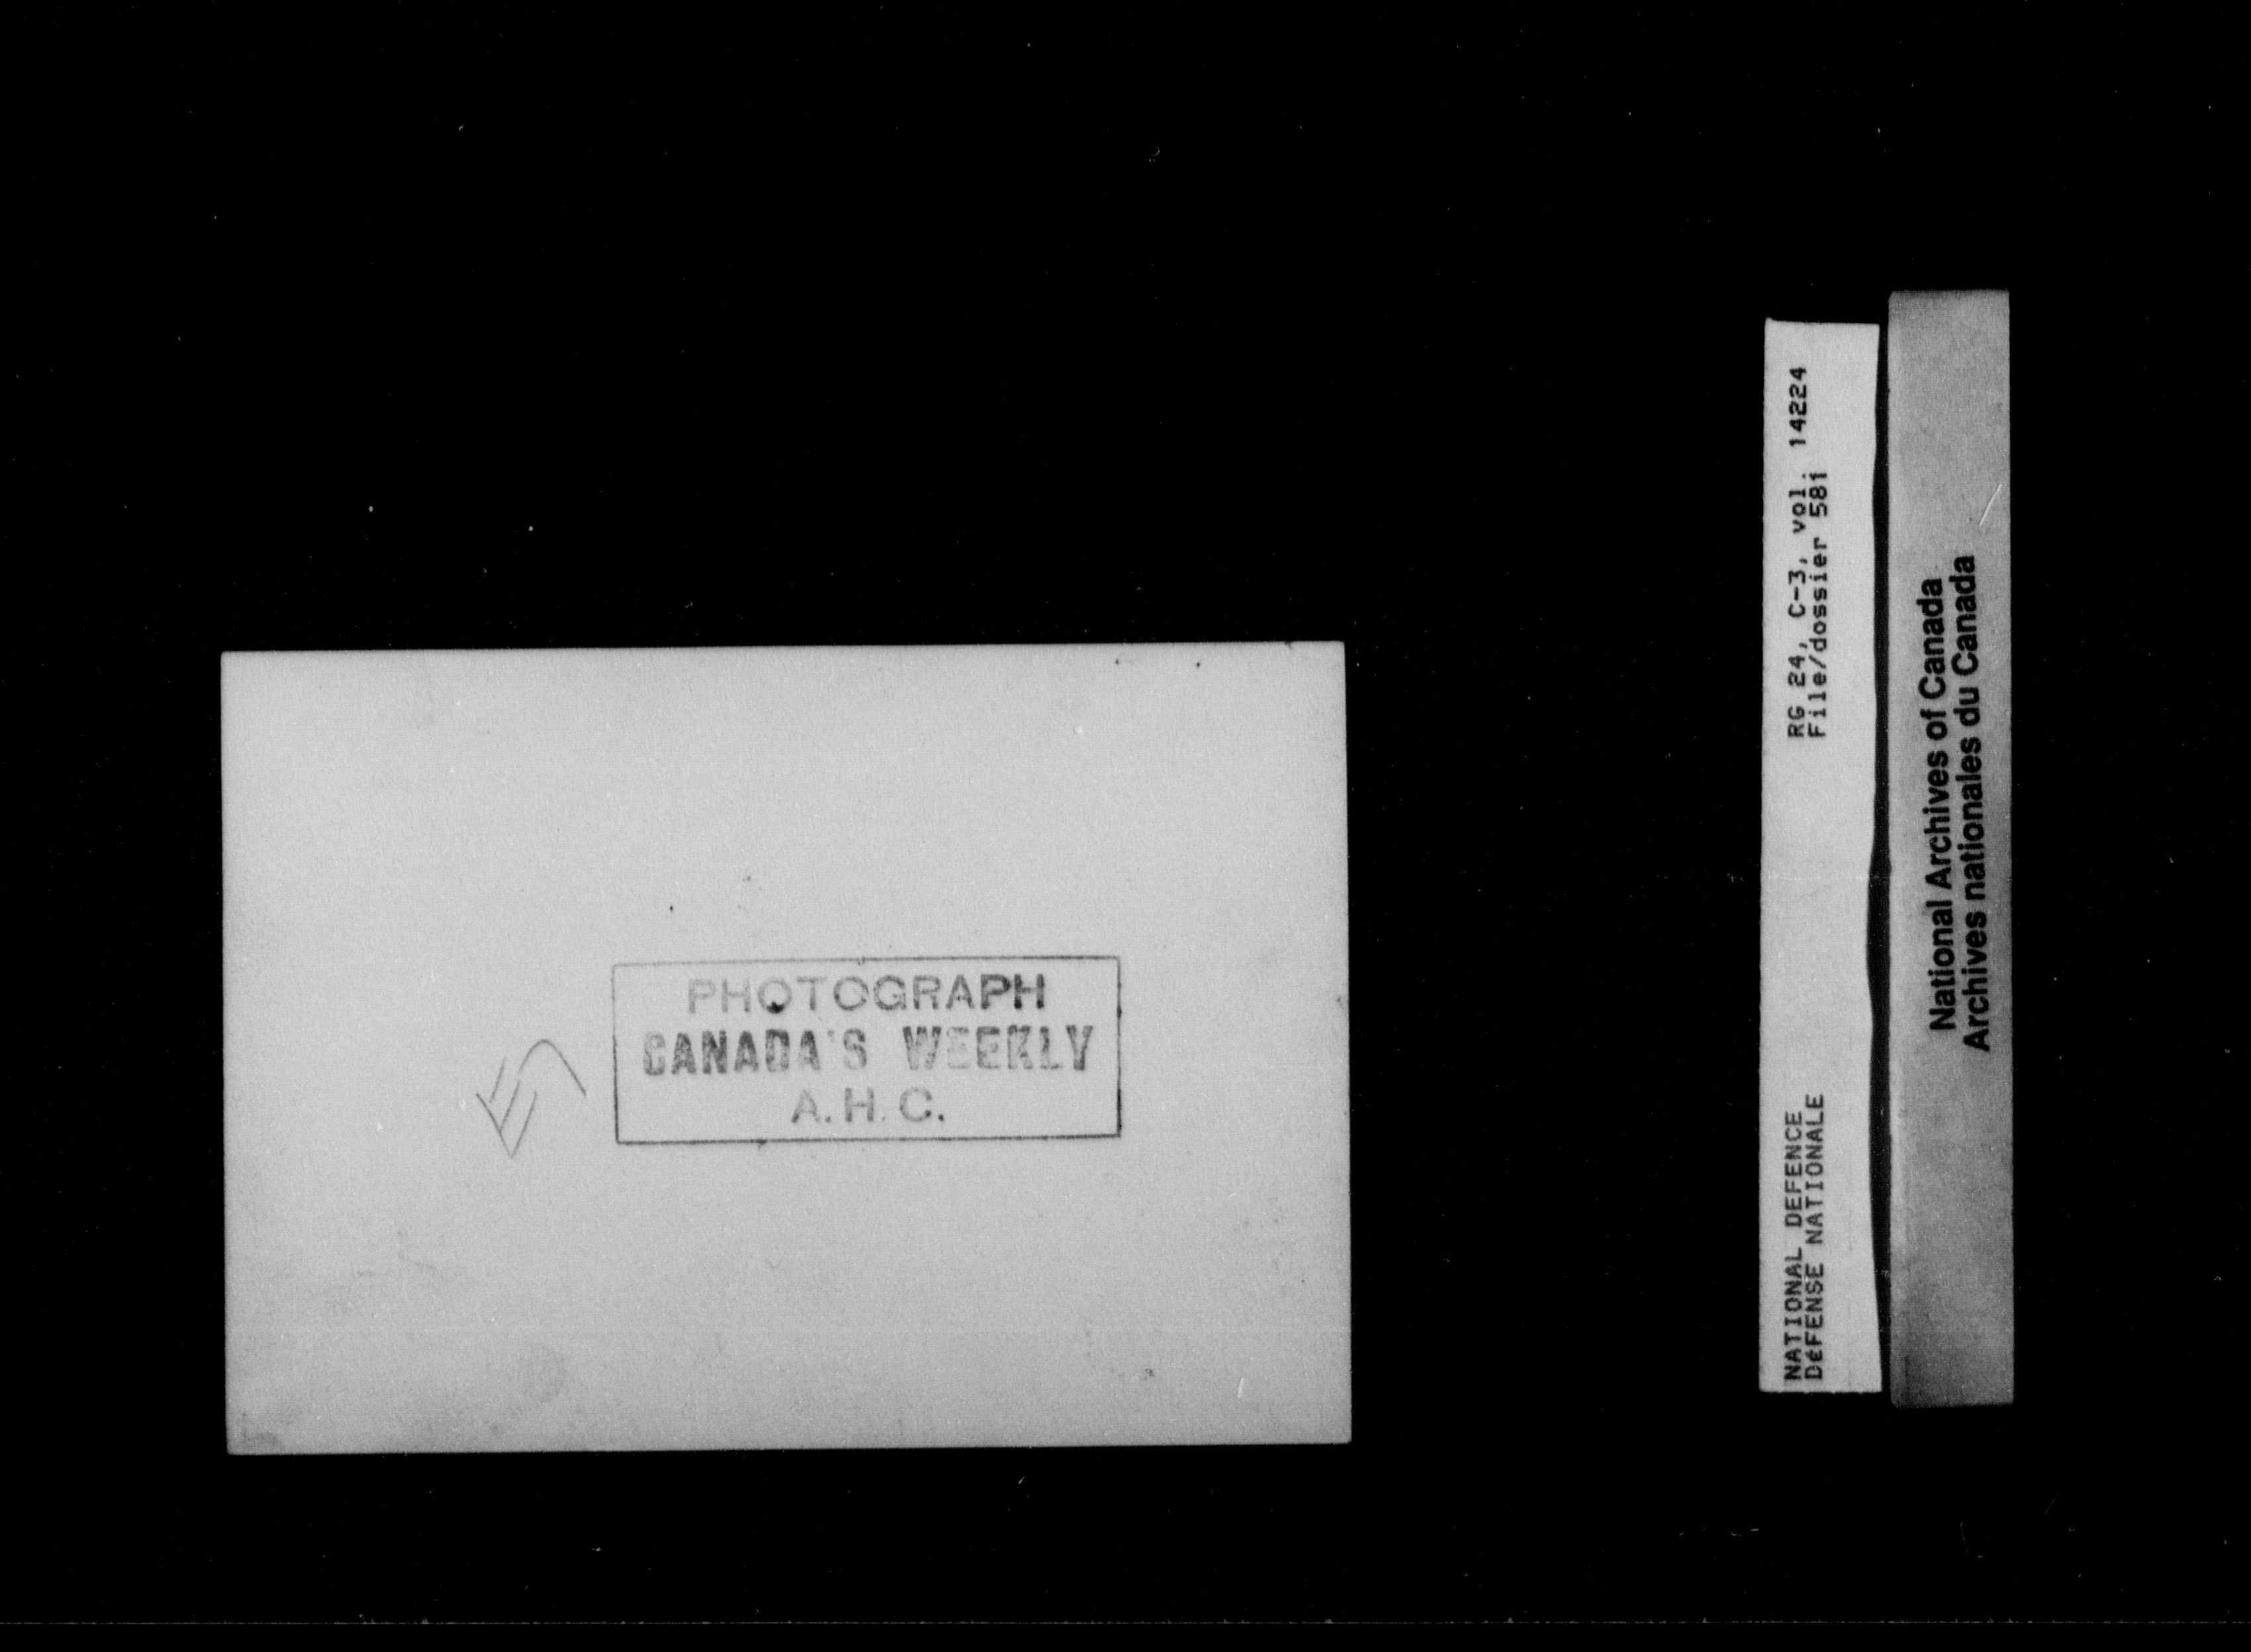 PHOTOGRAPH
CANADA'S WEEKLY
A. H. C.
NATIONAL DEFENCE
DéFENSE NATIONALE
RG 24, C-3, vol. 14224
File/dossier 581
National Archives of Canada
Archives nationales du Canada